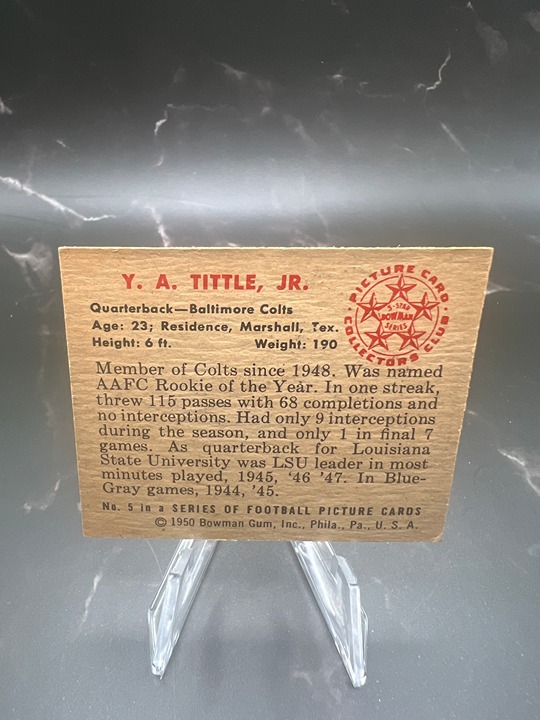 Y. A. TITTLE, JR.
Quarterback—Baltimore Colts
Age: 23; Residence, Marshall, Tex.
Height: 6 ft. Weight: 190
PICTURE CARD
COLLECTORS CLUB
5-STAR
BOWMAN
SERIES
Member of Colts since 1948. Was named
AAFC Rookie of the Year. In one streak,
threw 115 passes with 68 completions and
no interceptions. Had only 9 interceptions
during the season, and only 1 in final 7
games. As quarterback for Louisiana
State University was LSU leader in most
minutes played, 1945, '46 '47. In Blue-
Gray games, 1944, '45.
No. 5 in a SERIES OF FOOTBALL PICTURE CARDS
© 1950 Bowman Gum, Inc., Phila., Pa., U. S. A.